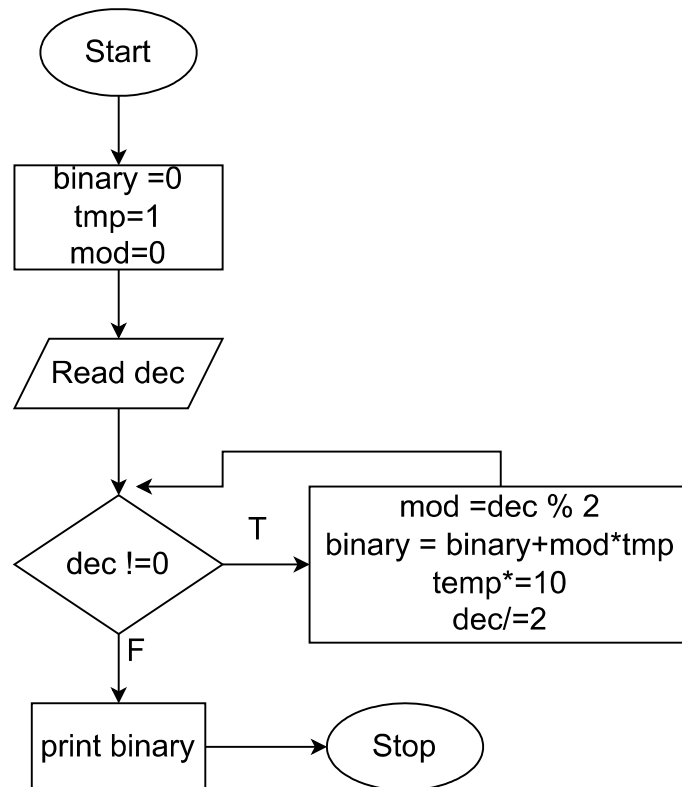 Start
binary =0
tmp=1
mod=0
Read dec
dec !=0
T
mod =dec % 2
binary = binary+mod*tmp
temp*=10
dec/=2
F
print binary
Stop